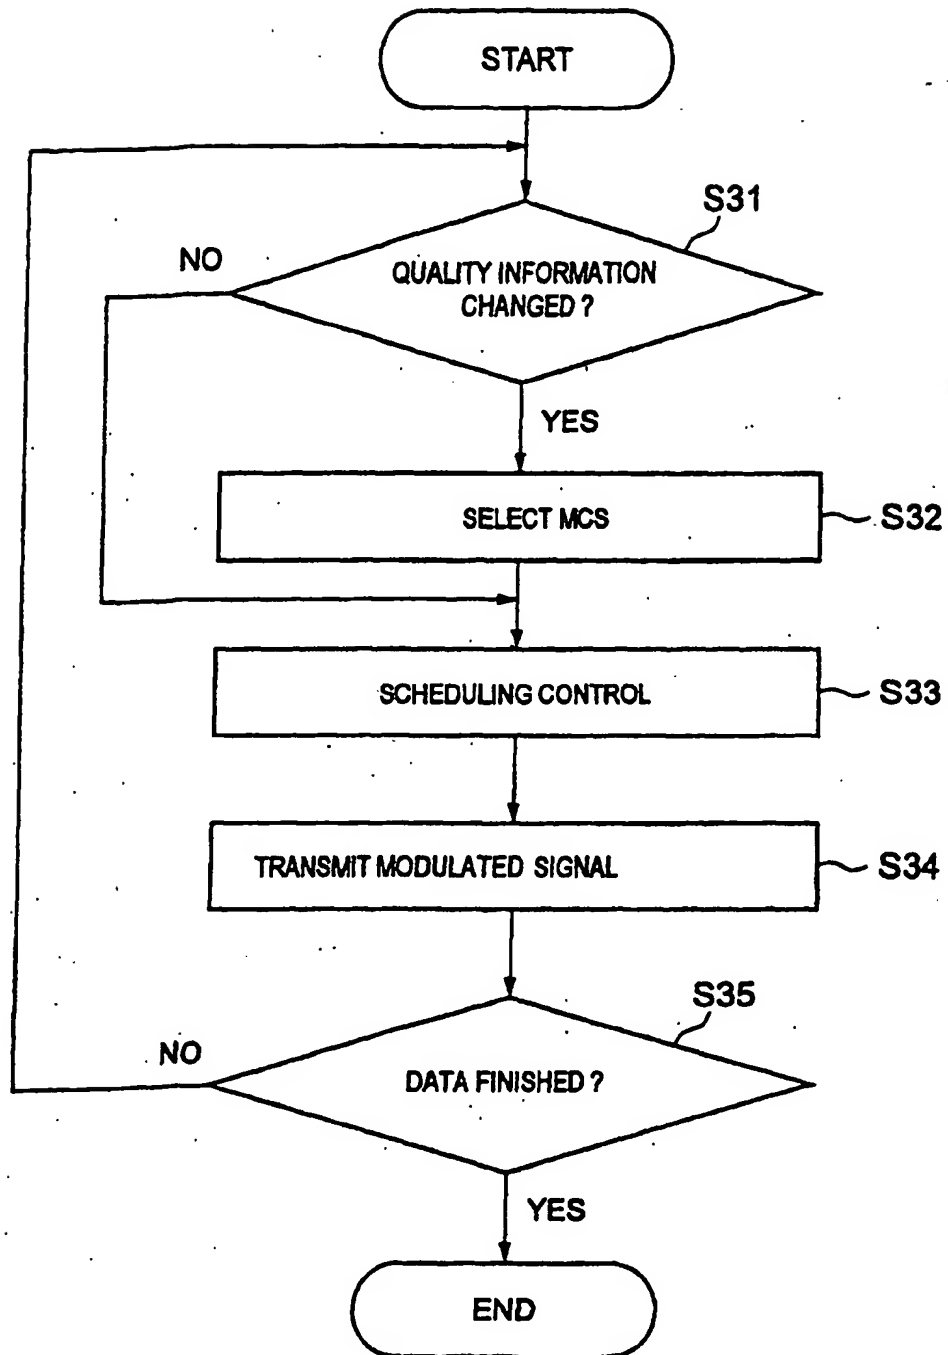 START
S31
NO
QUALITY INFORMATION
CHANGED ?
YES
SELECT MCS
S32
SCHEDULING CONTROL
S33
TRANSMIT MODULATED SIGNAL
S34
S35
NO
DATA FINISHED ?
YES
END